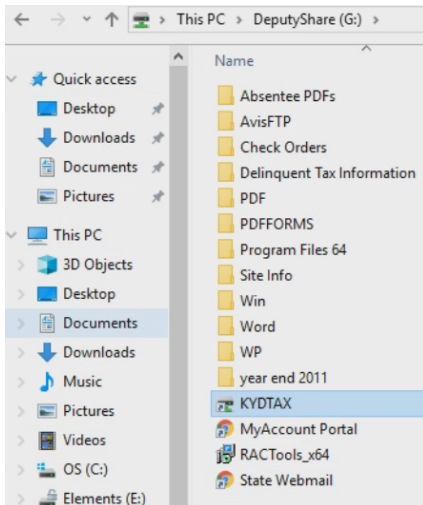 This PC > DeputyShare (G:) >
Quick access
Desktop
Downloads
Documents
Pictures
This PC
3D Objects
Desktop
Documents
Downloads
Music
Pictures
Videos
OS (C:)
Elements (E:)
Name
Absentee PDFs
AvisFTP
Check Orders
Delinquent Tax Information
PDF
PDFFORMS
Program Files 64
Site Info
Win
Word
WP
year end 2011
KYDTAX
MyAccount Portal
RACTools_x64
State Webmail